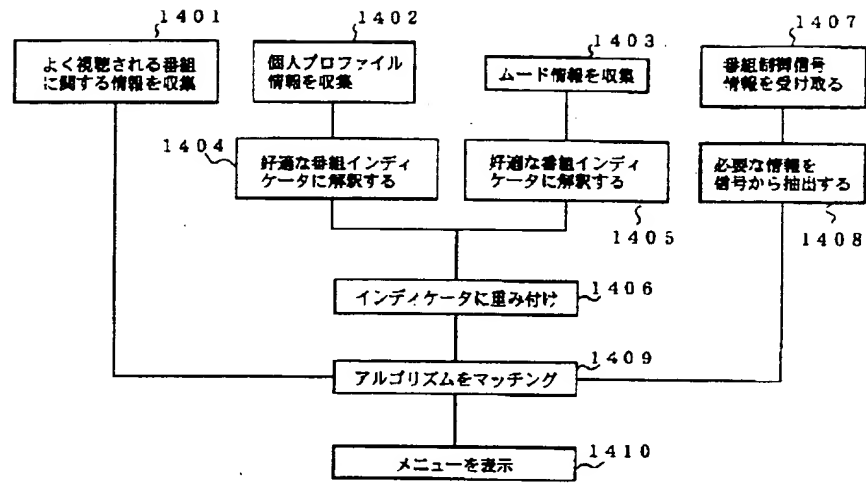 1401
1402
1403
1407
よく視聴される番組
に関する情報を収集
個人プロファイル
情報を収集
ムード情報を収集
番組制御信号
情報を受け取る
1404
好適な番組インディ
ケータに解釈する
好適な番組インディ
ケータに解釈する
必要な情報を
信号から抽出する
1405
1408
インディケータに重み付け
1406
1409
アルゴリズムをマッチング
メニューを表示
1410